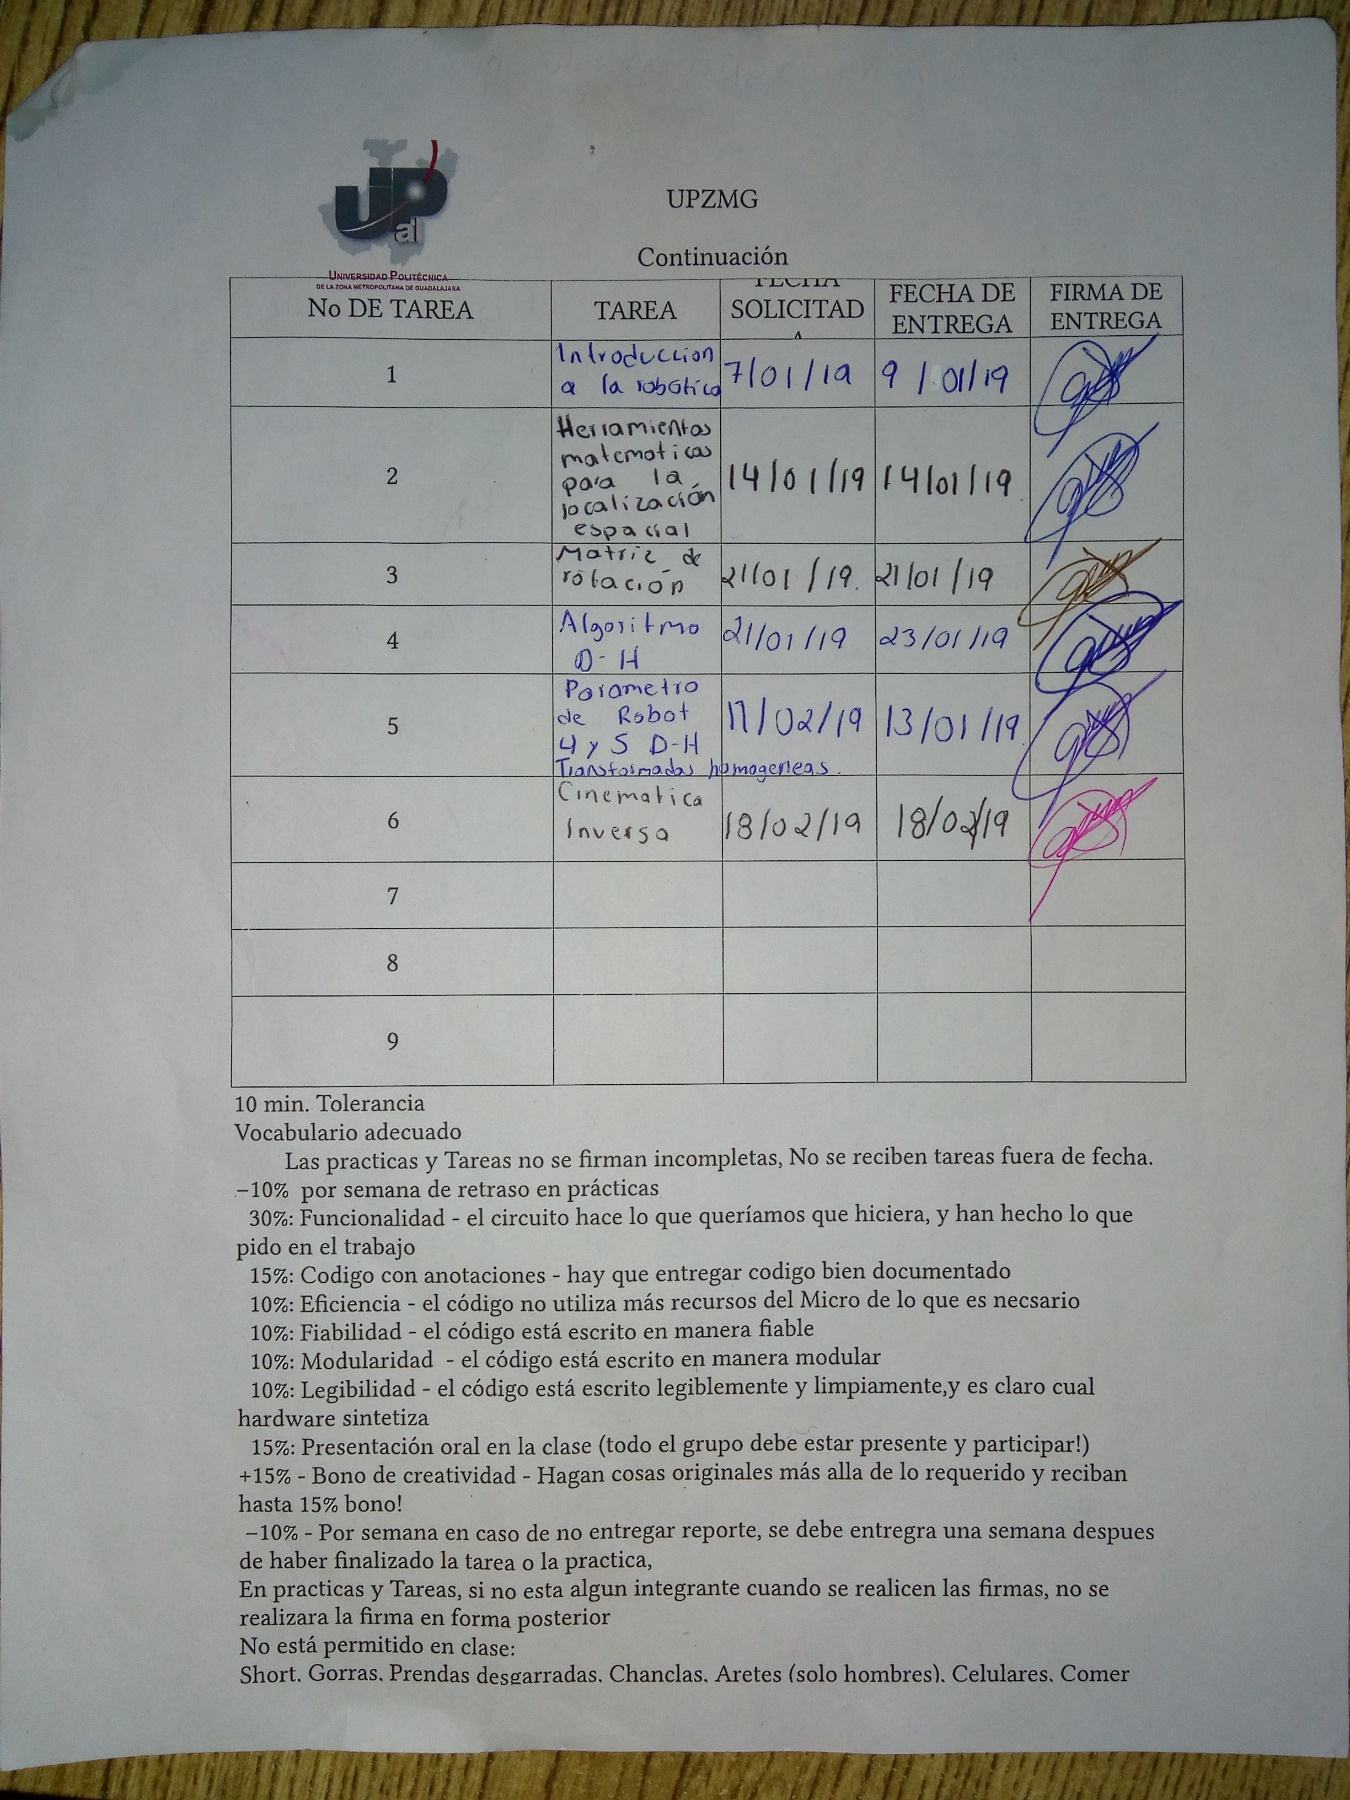 UP
al
UNIVERSIDAD POLITÉCNICA
DE LA ZONA METROPOLITANA DE GUADALAJARA
UPZMG
Continuación
No DE TAREA
TAREA
FECHA
SOLICITAD
A
FECHA DE
ENTREGA
FIRMA DE
ENTREGA
1
Introduccion
a la robótica
7/01/19
9/01/19
2
Herramientas
matematicas
para la
localización
espacial
14/01/19
14/01/19
3
Matriz de
rotación
21/01/19.
21/01/19
4
Algoritmo
D-H
21/01/19
23/01/19
5
Parametro
de Robot
4 y 5 D-H
Transformadas homogeneas.
11/02/19
13/01/19
6
Cinematica
Inversa
18/02/19
18/02/19
7
8
9
10 min. Tolerancia
Vocabulario adecuado
Las practicas y Tareas no se firman incompletas, No se reciben tareas fuera de fecha.
−10% por semana de retraso en prácticas
30%: Funcionalidad - el circuito hace lo que queríamos que hiciera, y han hecho lo que
pido en el trabajo
15%: Codigo con anotaciones - hay que entregar codigo bien documentado
10%: Eficiencia - el código no utiliza más recursos del Micro de lo que es necsario
10%: Fiabilidad - el código está escrito en manera fiable
10%: Modularidad - el código está escrito en manera modular
10%: Legibilidad - el código está escrito legiblemente y limpiamente,y es claro cual
hardware sintetiza
15%: Presentación oral en la clase (todo el grupo debe estar presente y participar!)
+15% - Bono de creatividad - Hagan cosas originales más alla de lo requerido y reciban
hasta 15% bono!
−10% - Por semana en caso de no entregar reporte, se debe entregra una semana despues
de haber finalizado la tarea o la practica,
En practicas y Tareas, si no esta algun integrante cuando se realicen las firmas, no se
realizara la firma en forma posterior
No está permitido en clase:
Short, Gorras, Prendas desgarradas, Chanclas, Aretes (solo hombres), Celulares, Comer